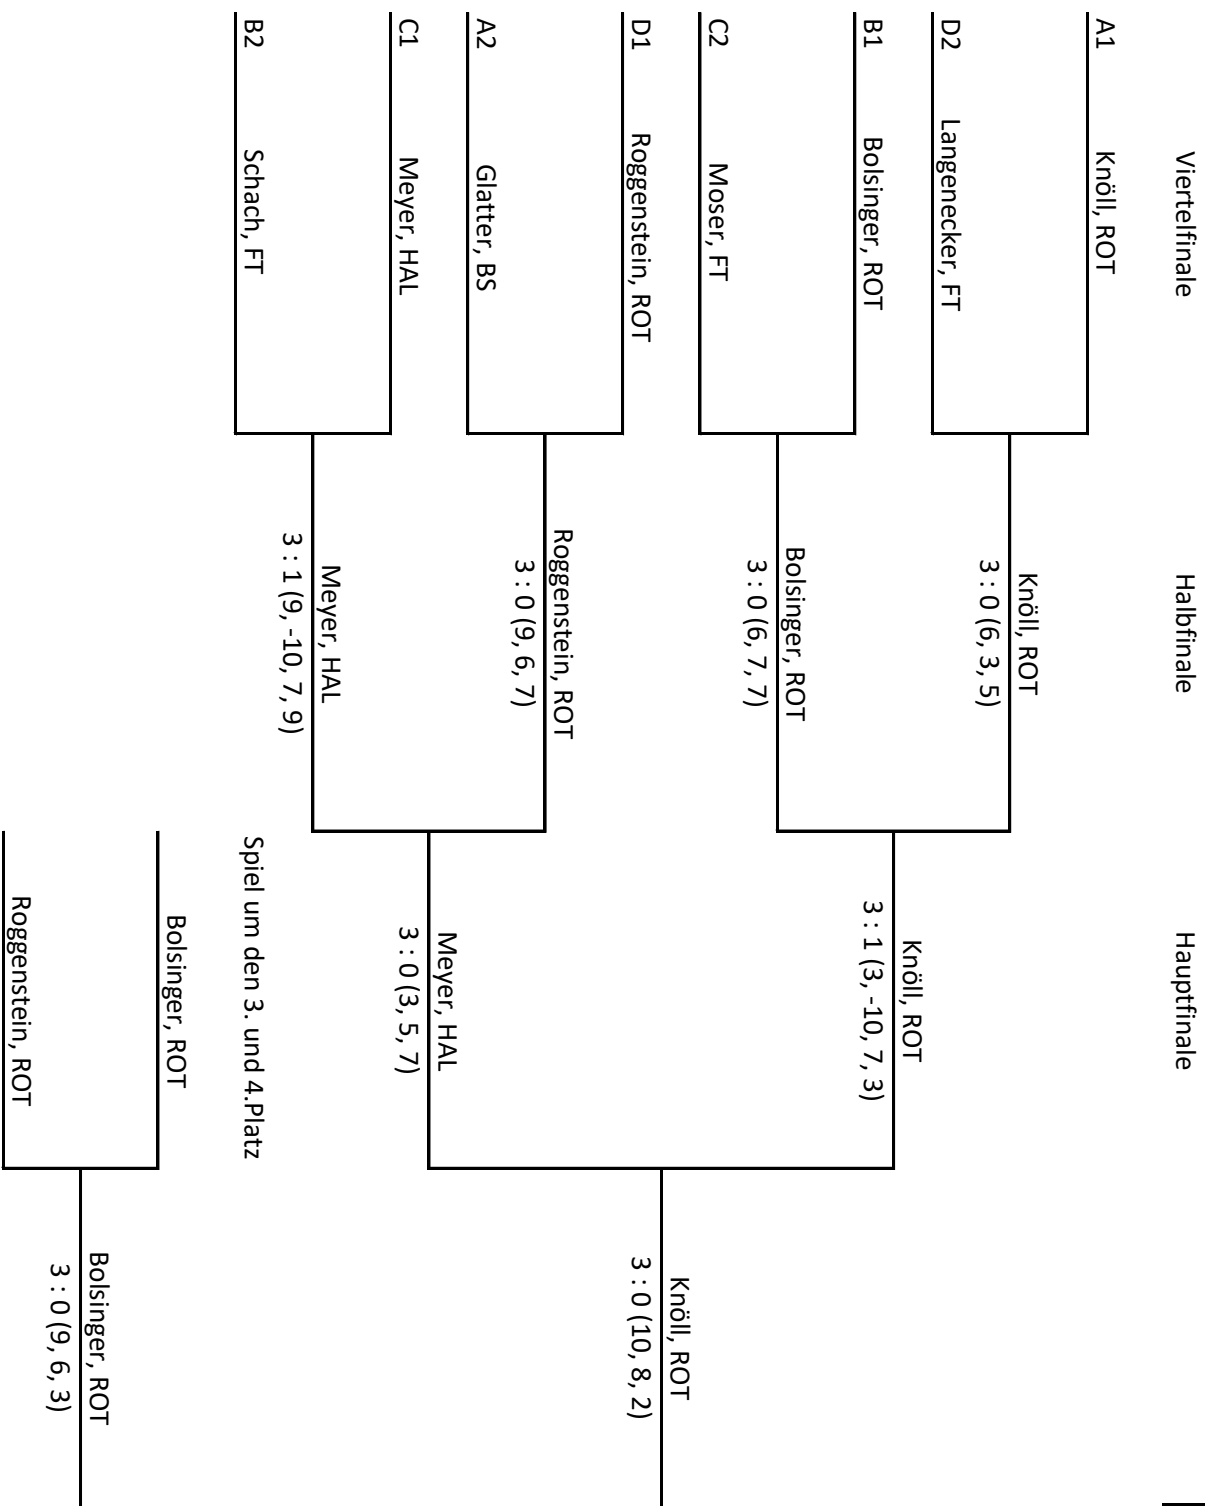 Viertelfinale
Halbfinale
Hauptfinale
A1 Knöll, ROT
Knöll, ROT
3 : 0 (6, 3, 5)
D2 Langenecker, FT
Knöll, ROT
3 : 1 (3, -10, 7, 3)
B1 Bolsinger, ROT
Bolsinger, ROT
3 : 0 (6, 7, 7)
C2 Moser, FT
Knöll, ROT
3 : 0 (10, 8, 2)
D1 Roggenstein, ROT
Roggenstein, ROT
3 : 0 (9, 6, 7)
A2 Glatter, BS
Meyer, HAL
3 : 0 (3, 5, 7)
C1 Meyer, HAL
Meyer, HAL
3 : 1 (9, -10, 7, 9)
B2 Schach, FT
Spiel um den 3. und 4.Platz
Bolsinger, ROT
Bolsinger, ROT
3 : 0 (9, 6, 3)
Roggenstein, ROT